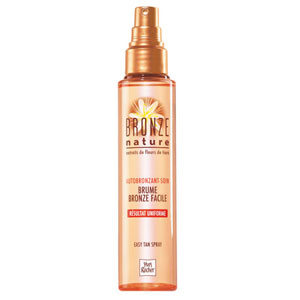 BRONZE
nature
extraits de fleurs de tiaré
AUTOBRONZANT-SOIN
BRUME
BRONZE FACILE
RÉSULTAT UNIFORME
EASY TAN SPRAY
Yves
Rocher